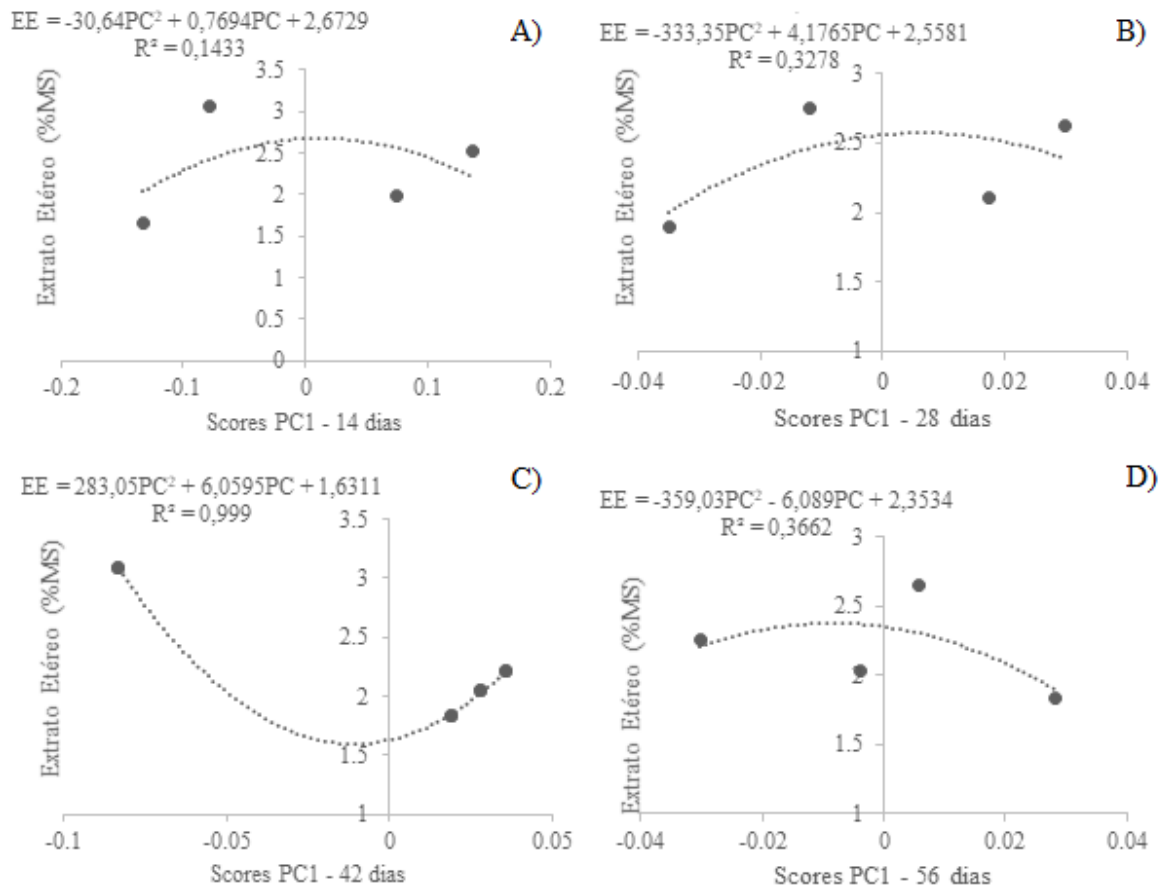 EE = -30,64PC² + 0,7694PC + 2,6729
R² = 0,1433
A)
Extrato Etéreo (%MS)
3.5
3
2.5
2
1.5
1
0.5
0
-0.2 -0.1 0 0.1 0.2
Scores PC1 - 14 dias
EE = -333,35PC² + 4,1765PC + 2,5581
R² = 0,3278
B)
Extrato Etéreo (%MS)
3
2.5
2
1.5
1
-0.04 -0.02 0 0.02 0.04
Scores PC1 - 28 dias
EE = 283,05PC² + 6,0595PC + 1,6311
R² = 0,999
C)
Extrato Etéreo (%MS)
3.5
3
2.5
2
1.5
1
-0.1 -0.05 0 0.05
Scores PC1 - 42 dias
EE = -359,03PC² - 6,089PC + 2,3534
R² = 0,3662
D)
Extrato Etéreo (%MS)
3
2.5
2
1.5
1
-0.04 -0.02 0 0.02 0.04
Scores PC1 - 56 dias